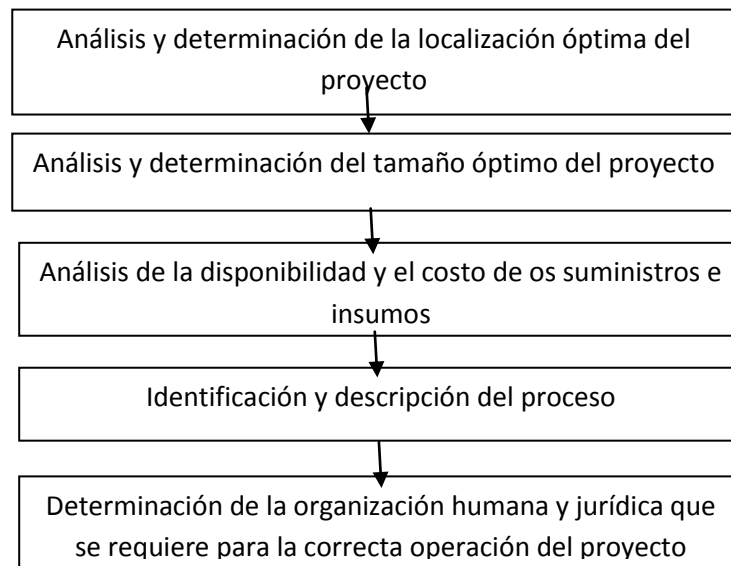 Análisis y determinación de la localización óptima del
proyecto
Análisis y determinación del tamaño óptimo del proyecto
Análisis de la disponibilidad y el costo de os suministros e
insumos
Identificación y descripción del proceso
Determinación de la organización humana y jurídica que
se requiere para la correcta operación del proyecto